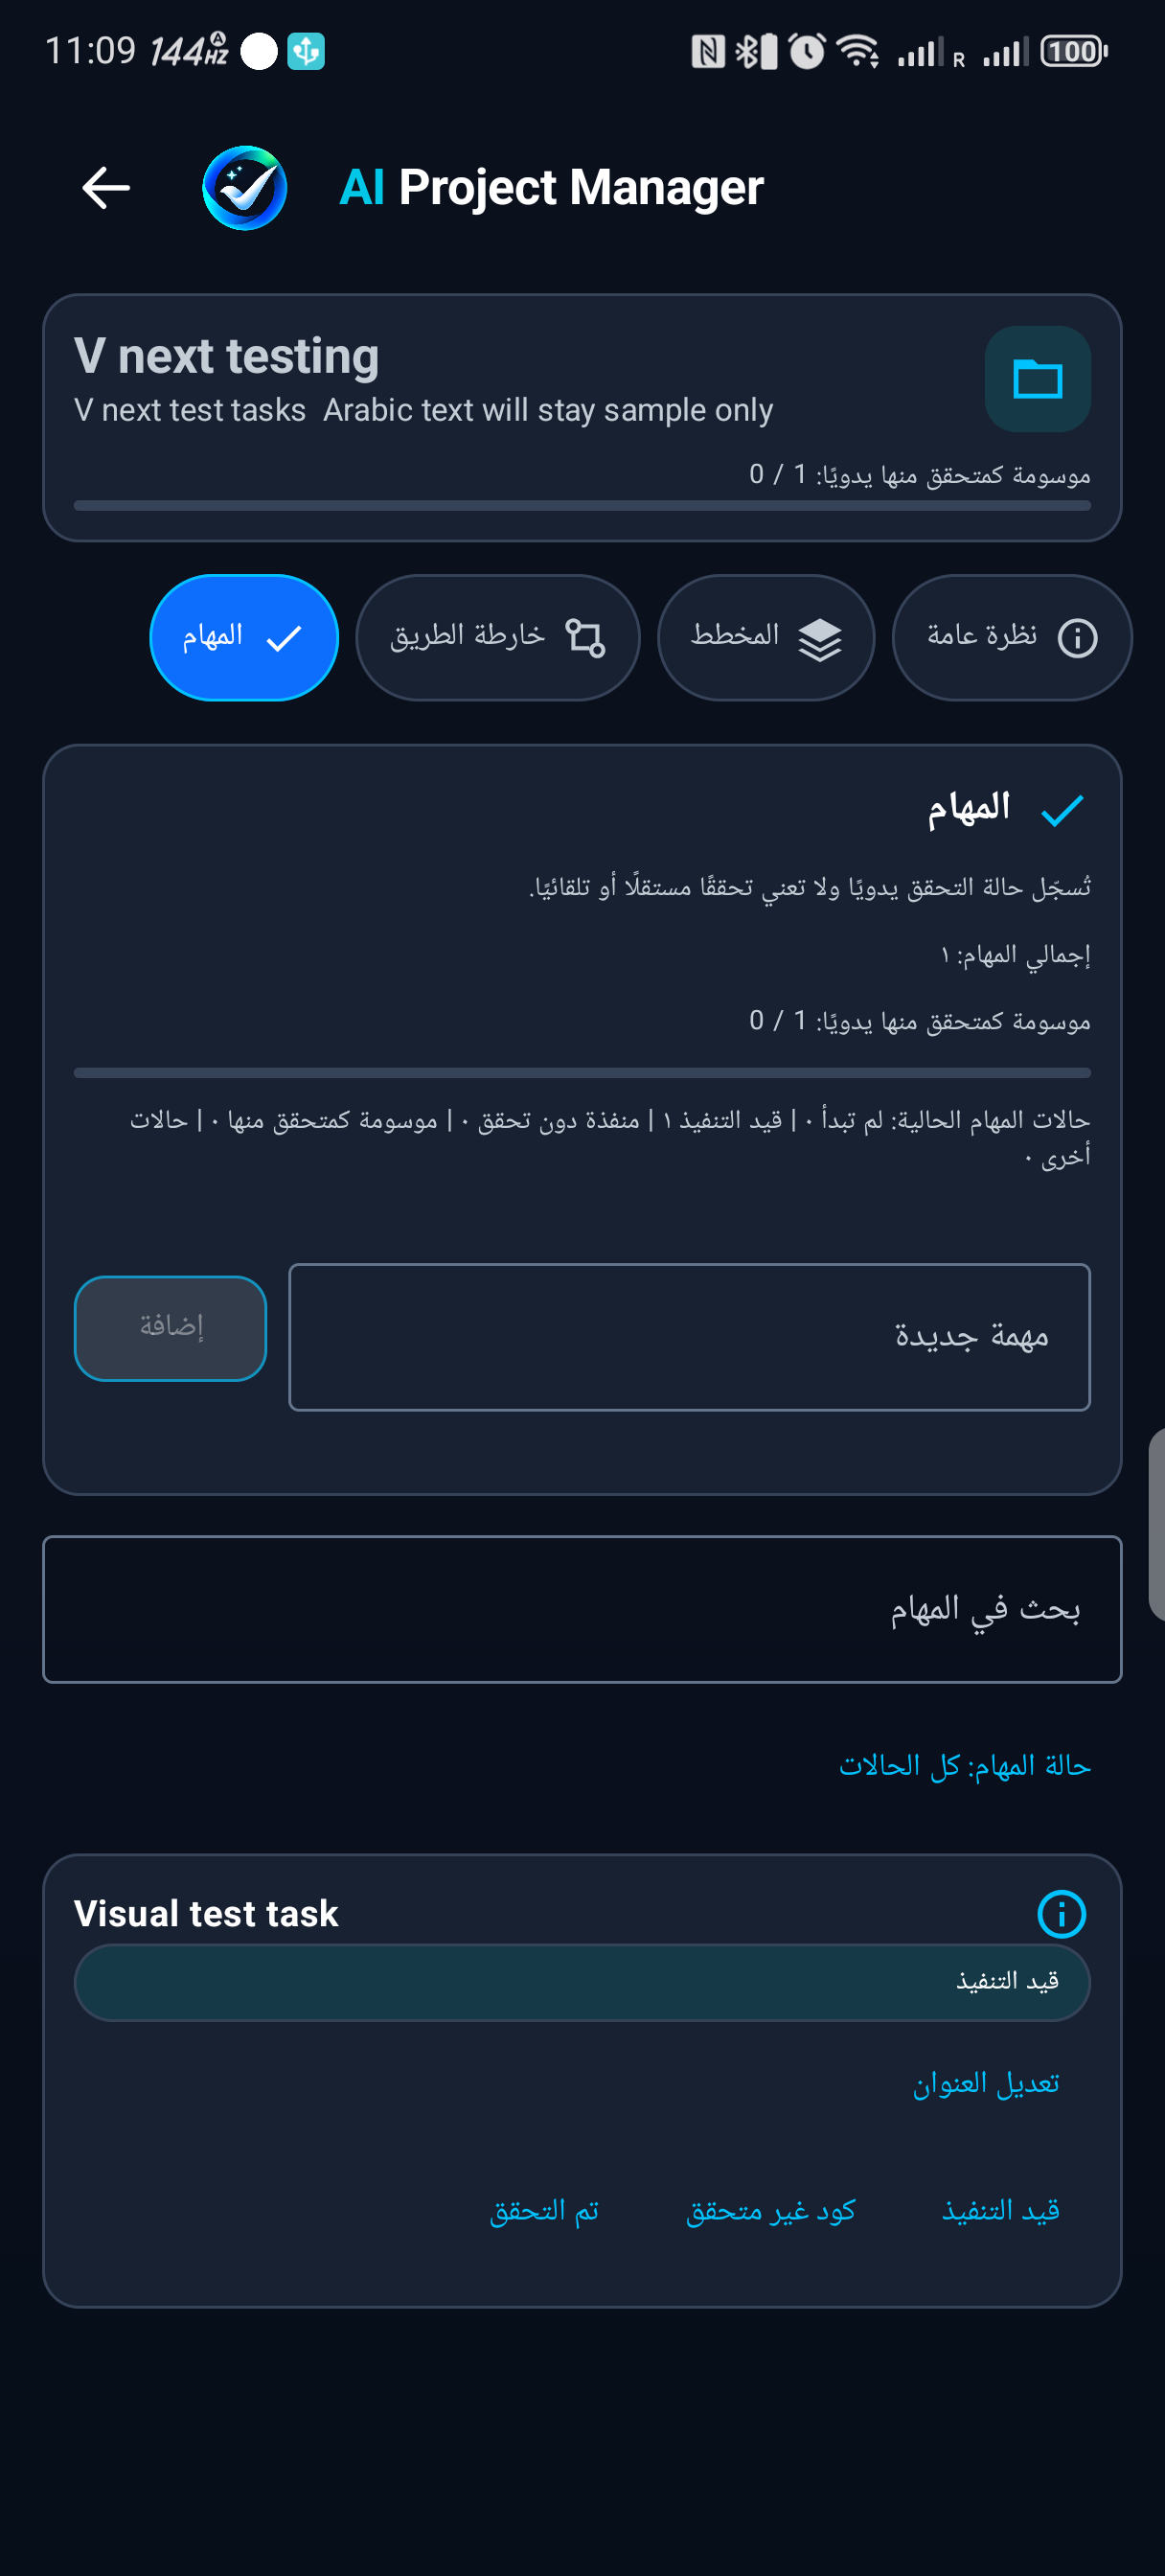 11:09 144HZ A R 100
AI Project Manager
V next testing
V next test tasks Arabic text will stay sample only
موسومة كمتحقق منها يدويًا: 1 / 0
نظرة عامة
المخطط
خارطة الطريق
المهام
المهام
تُسجّل حالة التحقق يدويًا ولا تعني تحققًا مستقلًا أو تلقائيًا.
إجمالي المهام: ١
موسومة كمتحقق منها يدويًا: 1 / 0
حالات المهام الحالية: لم تبدأ ٠ | قيد التنفيذ ١ | منفذة دون تحقق ٠ | موسومة كمتحقق منها ٠ | حالات
أخرى ٠
مهمة جديدة
إضافة
بحث في المهام
حالة المهام: كل الحالات
Visual test task
قيد التنفيذ
تعديل العنوان
قيد التنفيذ
كود غير متحقق
تم التحقق